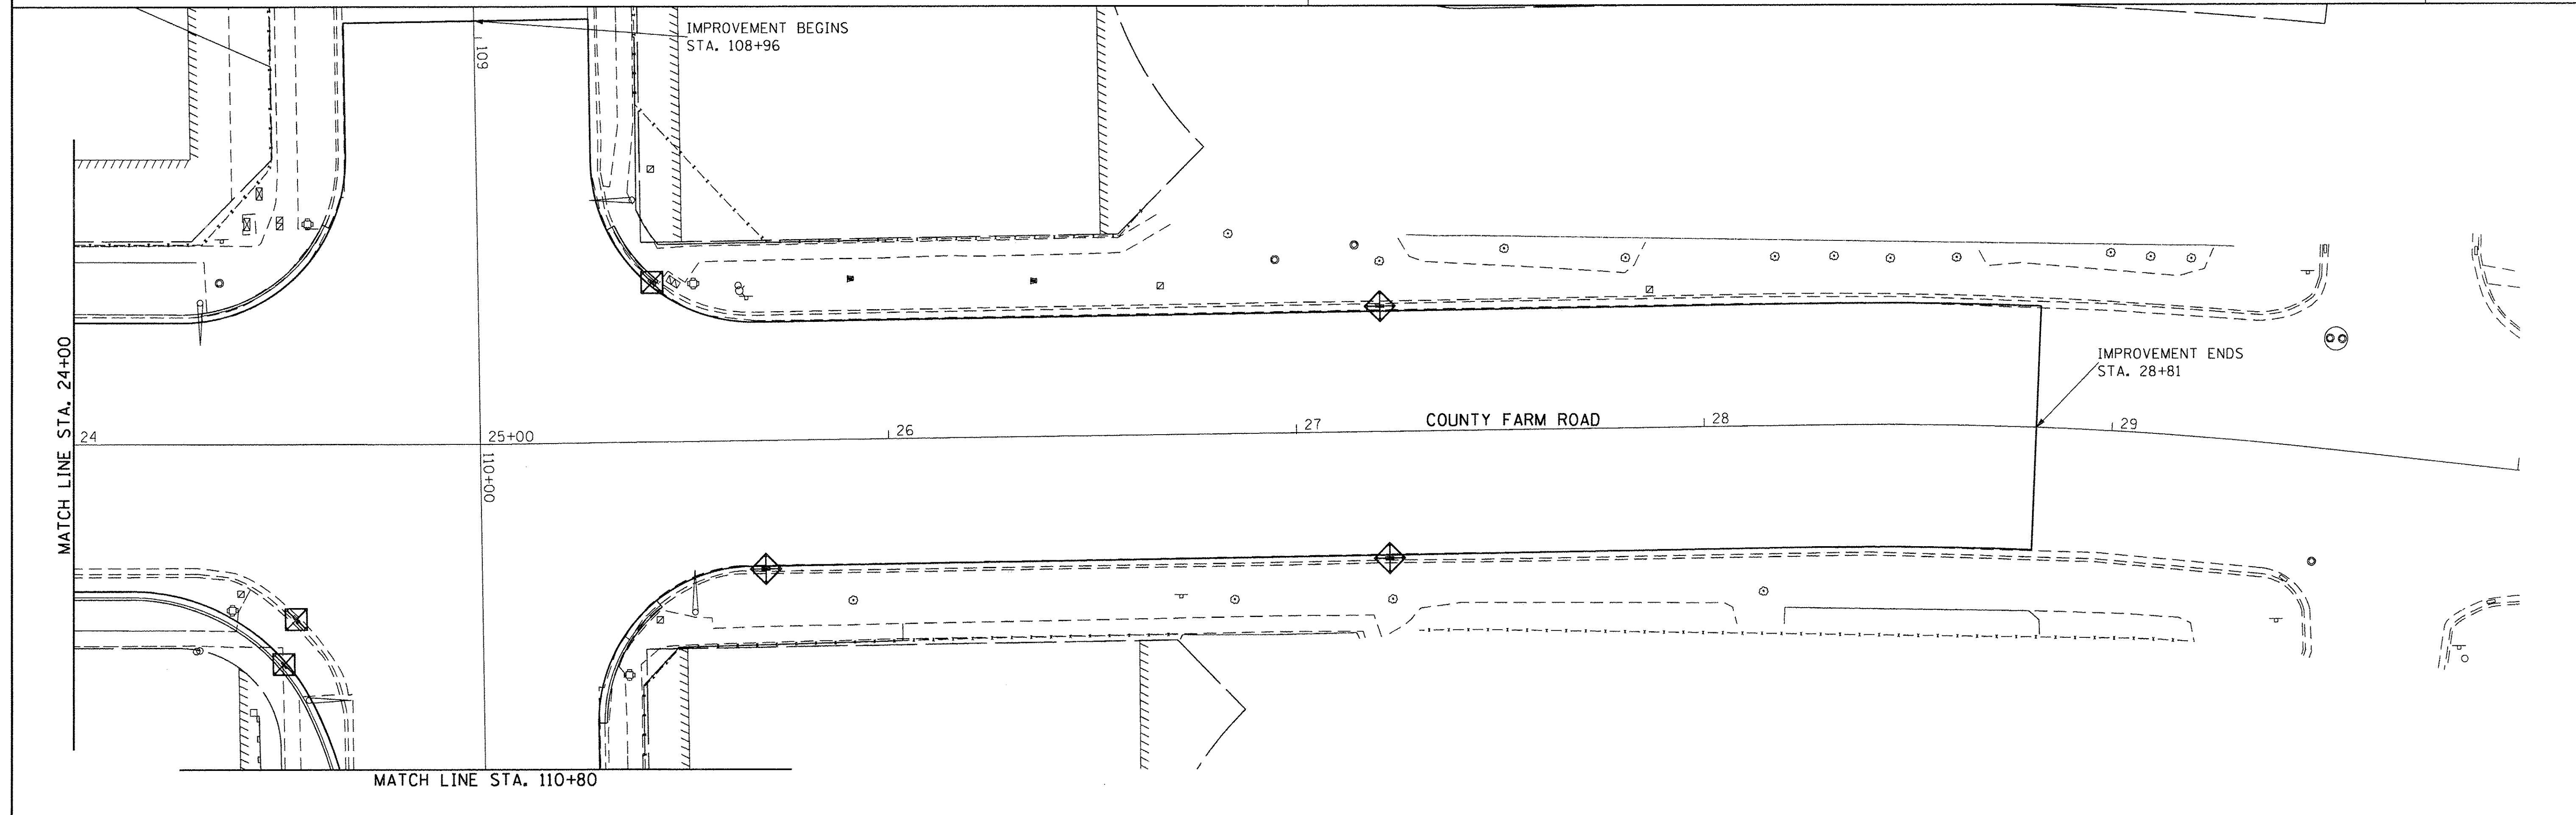 IMPROVEMENT BEGINS
STA. 108+96
109
MATCH LINE STA. 24+00
24
25+00
26
27
COUNTY FARM ROAD
28
IMPROVEMENT ENDS
STA. 28+81
29
110+00
MATCH LINE STA. 110+80